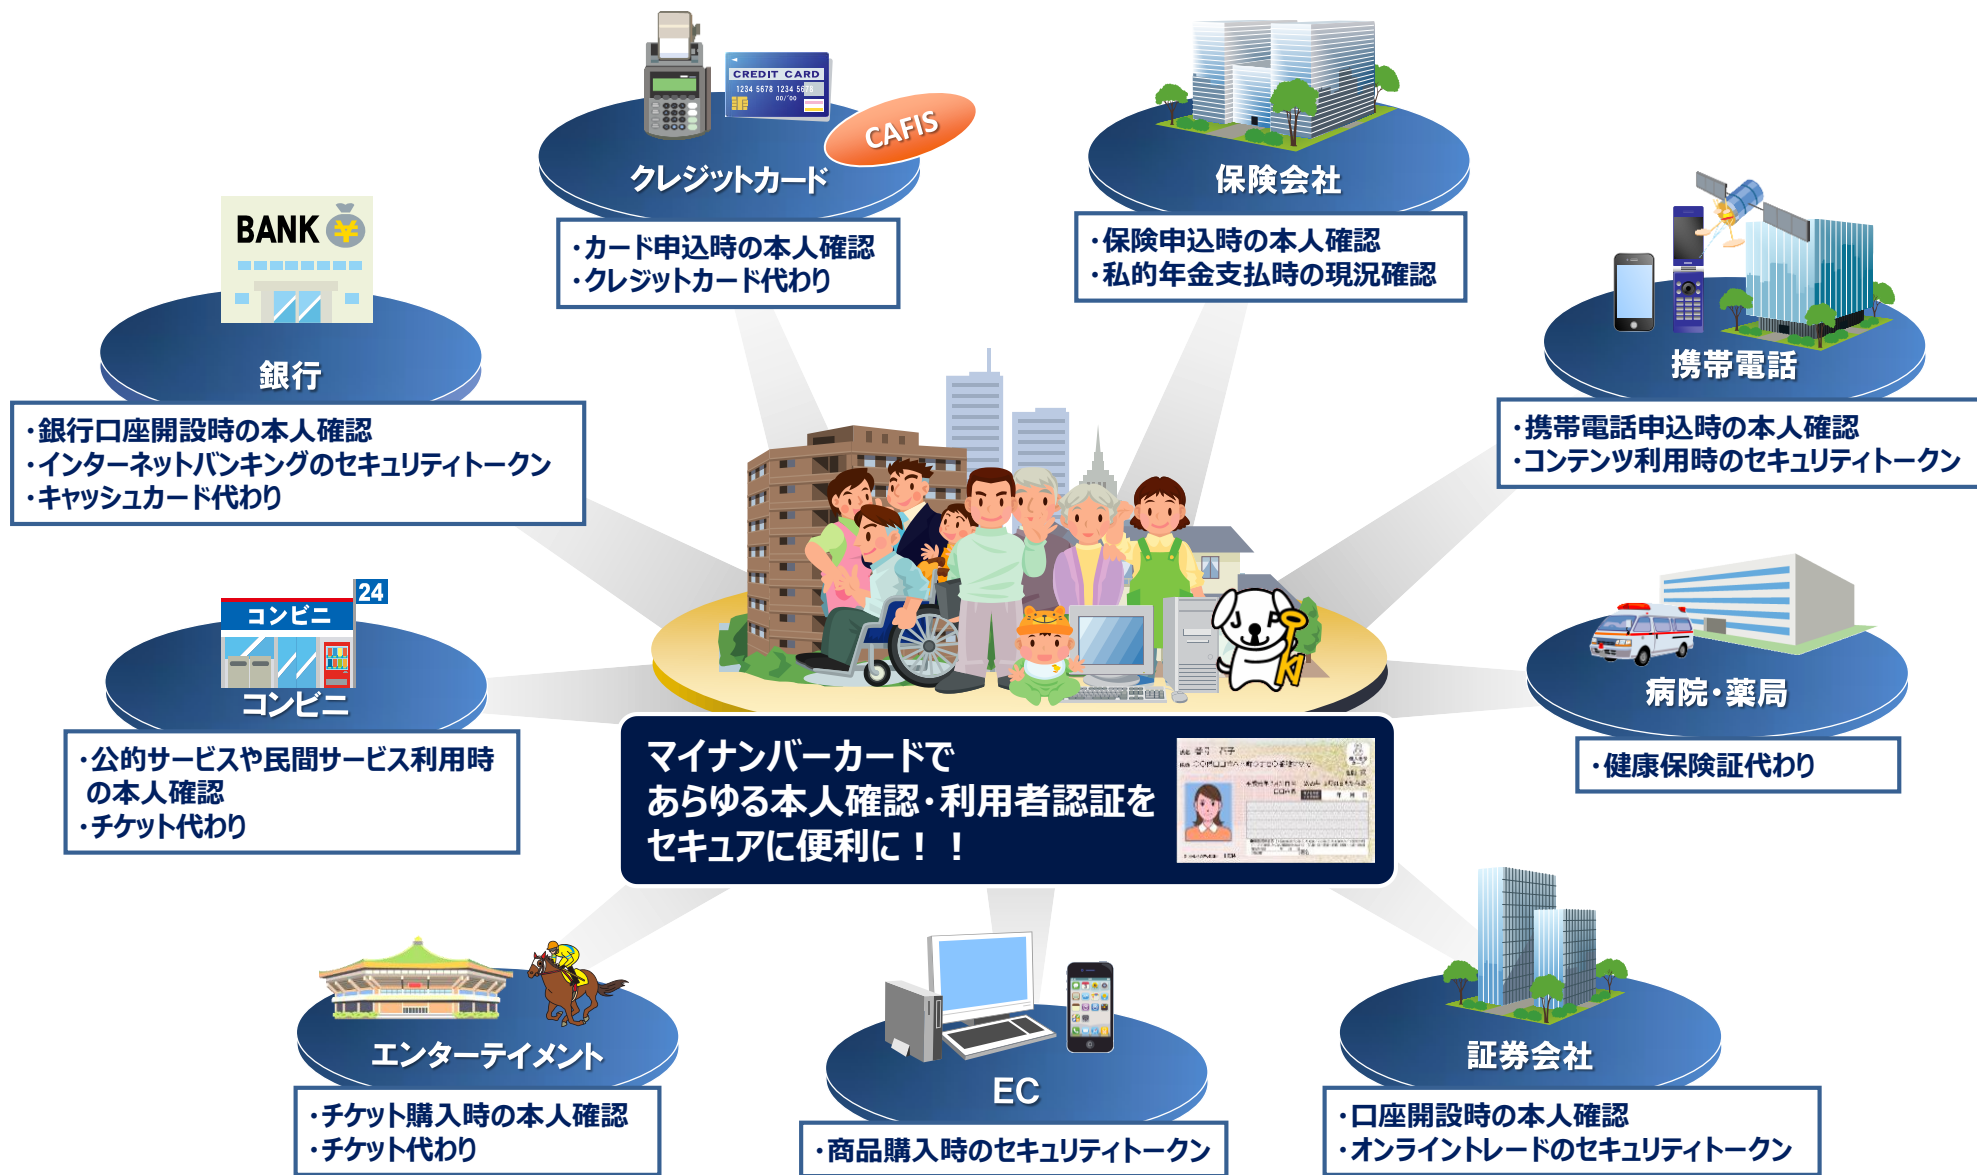 CREDIT CARD
1234 5678 1234 5678
00/'00
CAFIS
クレジットカード
・カード申込時の本人確認
・クレジットカード代わり
保険会社
・保険申込時の本人確認
・私的年金支払時の現況確認
BANK ¥
銀行
・銀行口座開設時の本人確認
・インターネットバンキングのセキュリティトークン
・キャッシュカード代わり
携帯電話
・携帯電話申込時の本人確認
・コンテンツ利用時のセキュリティトークン
24
コンビニ
コンビニ
・公的サービスや民間サービス利用時
の本人確認
・チケット代わり
JPKI
病院・薬局
・健康保険証代わり
マイナンバーカードで
あらゆる本人確認・利用者認証を
セキュアに便利に！！
氏名 番号 花子
エンターテイメント
・チケット購入時の本人確認
・チケット代わり
EC
・商品購入時のセキュリティトークン
証券会社
・口座開設時の本人確認
・オンライントレードのセキュリティトークン